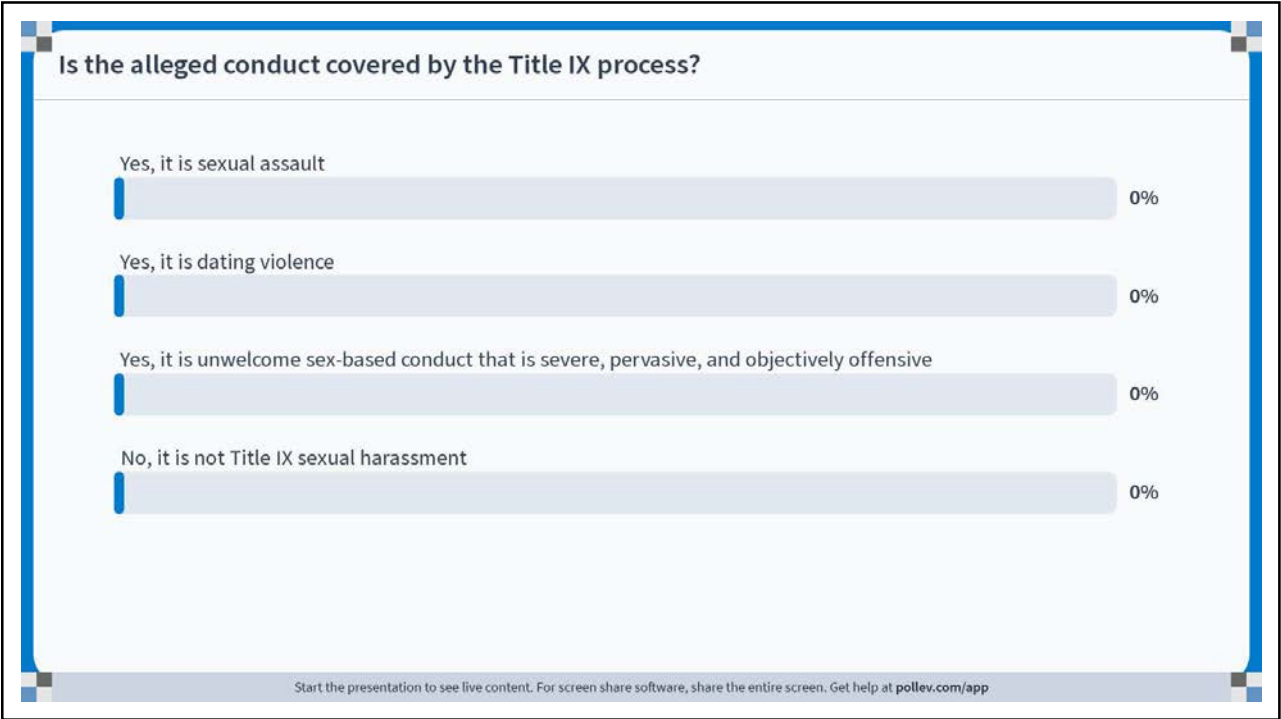 Is the alleged conduct covered by the Title IX process?
Yes, it is sexual assault
0%
Yes, it is dating violence
0%
Yes, it is unwelcome sex-based conduct that is severe, pervasive, and objectively offensive
0%
No, it is not Title IX sexual harassment
0%
Start the presentation to see live content. For screen share software, share the entire screen. Get help at pollev.com/app